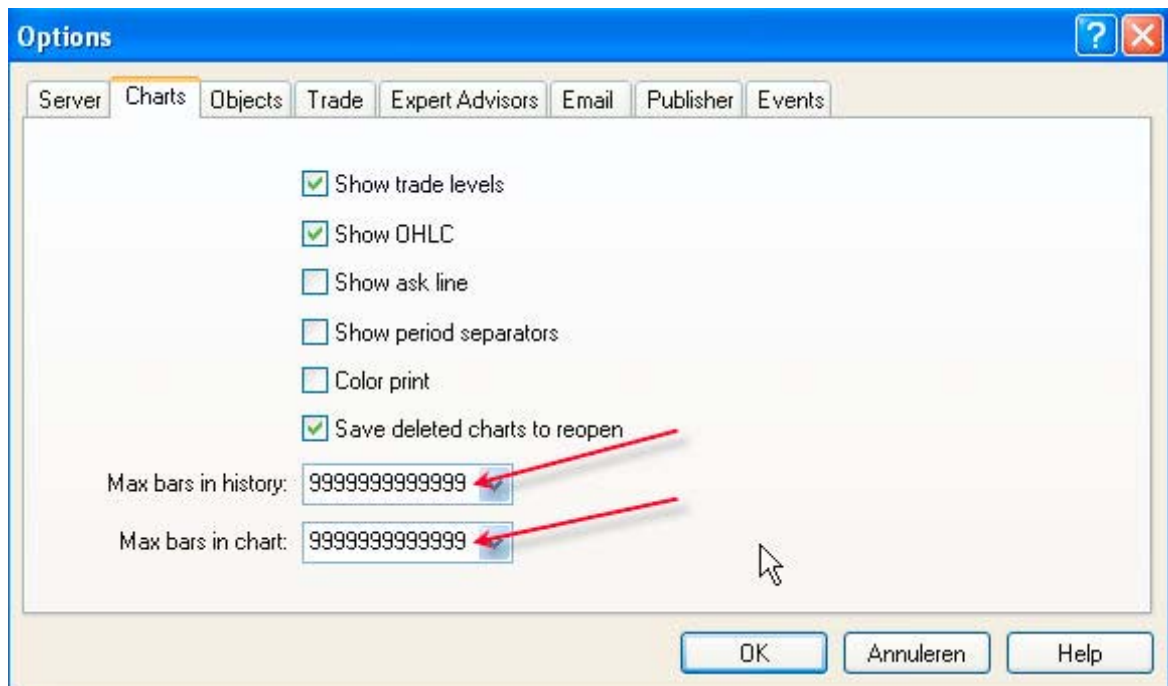 Options
Server Charts Objects Trade Expert Advisors Email Publisher Events
Show trade levels
Show OHLC
Show ask line
Show period separators
Color print
Save deleted charts to reopen
Max bars in history: 9999999999999
Max bars in chart: 9999999999999
OK Annuleren Help